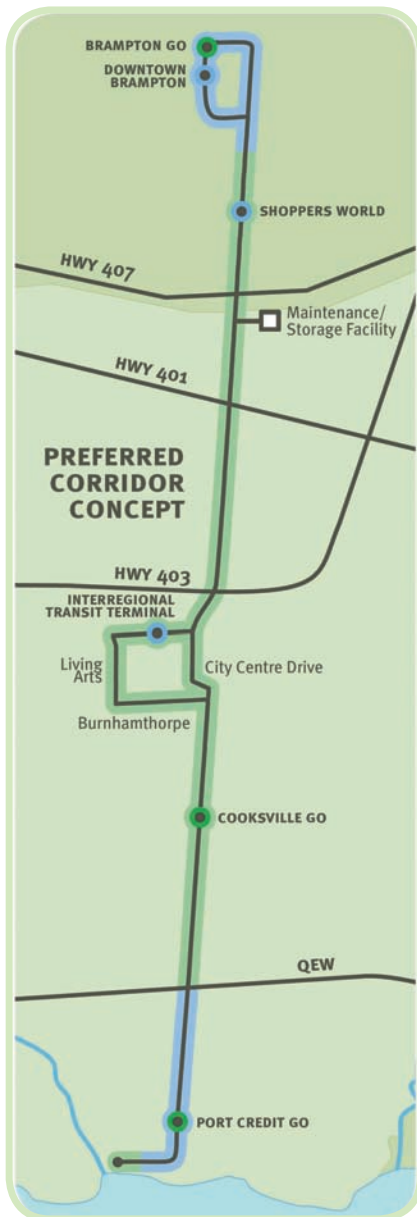 BRAMPTON GO
DOWNTOWN
BRAMPTON
SHOPPERS WORLD
HWY 407
Maintenance/
Storage Facility
HWY 401
PREFERRED
CORRIDOR
CONCEPT
HWY 403
INTERREGIONAL
TRANSIT TERMINAL
Living
Arts
City Centre Drive
Burnhamthorpe
COOKSVILLE GO
QEW
PORT CREDIT GO